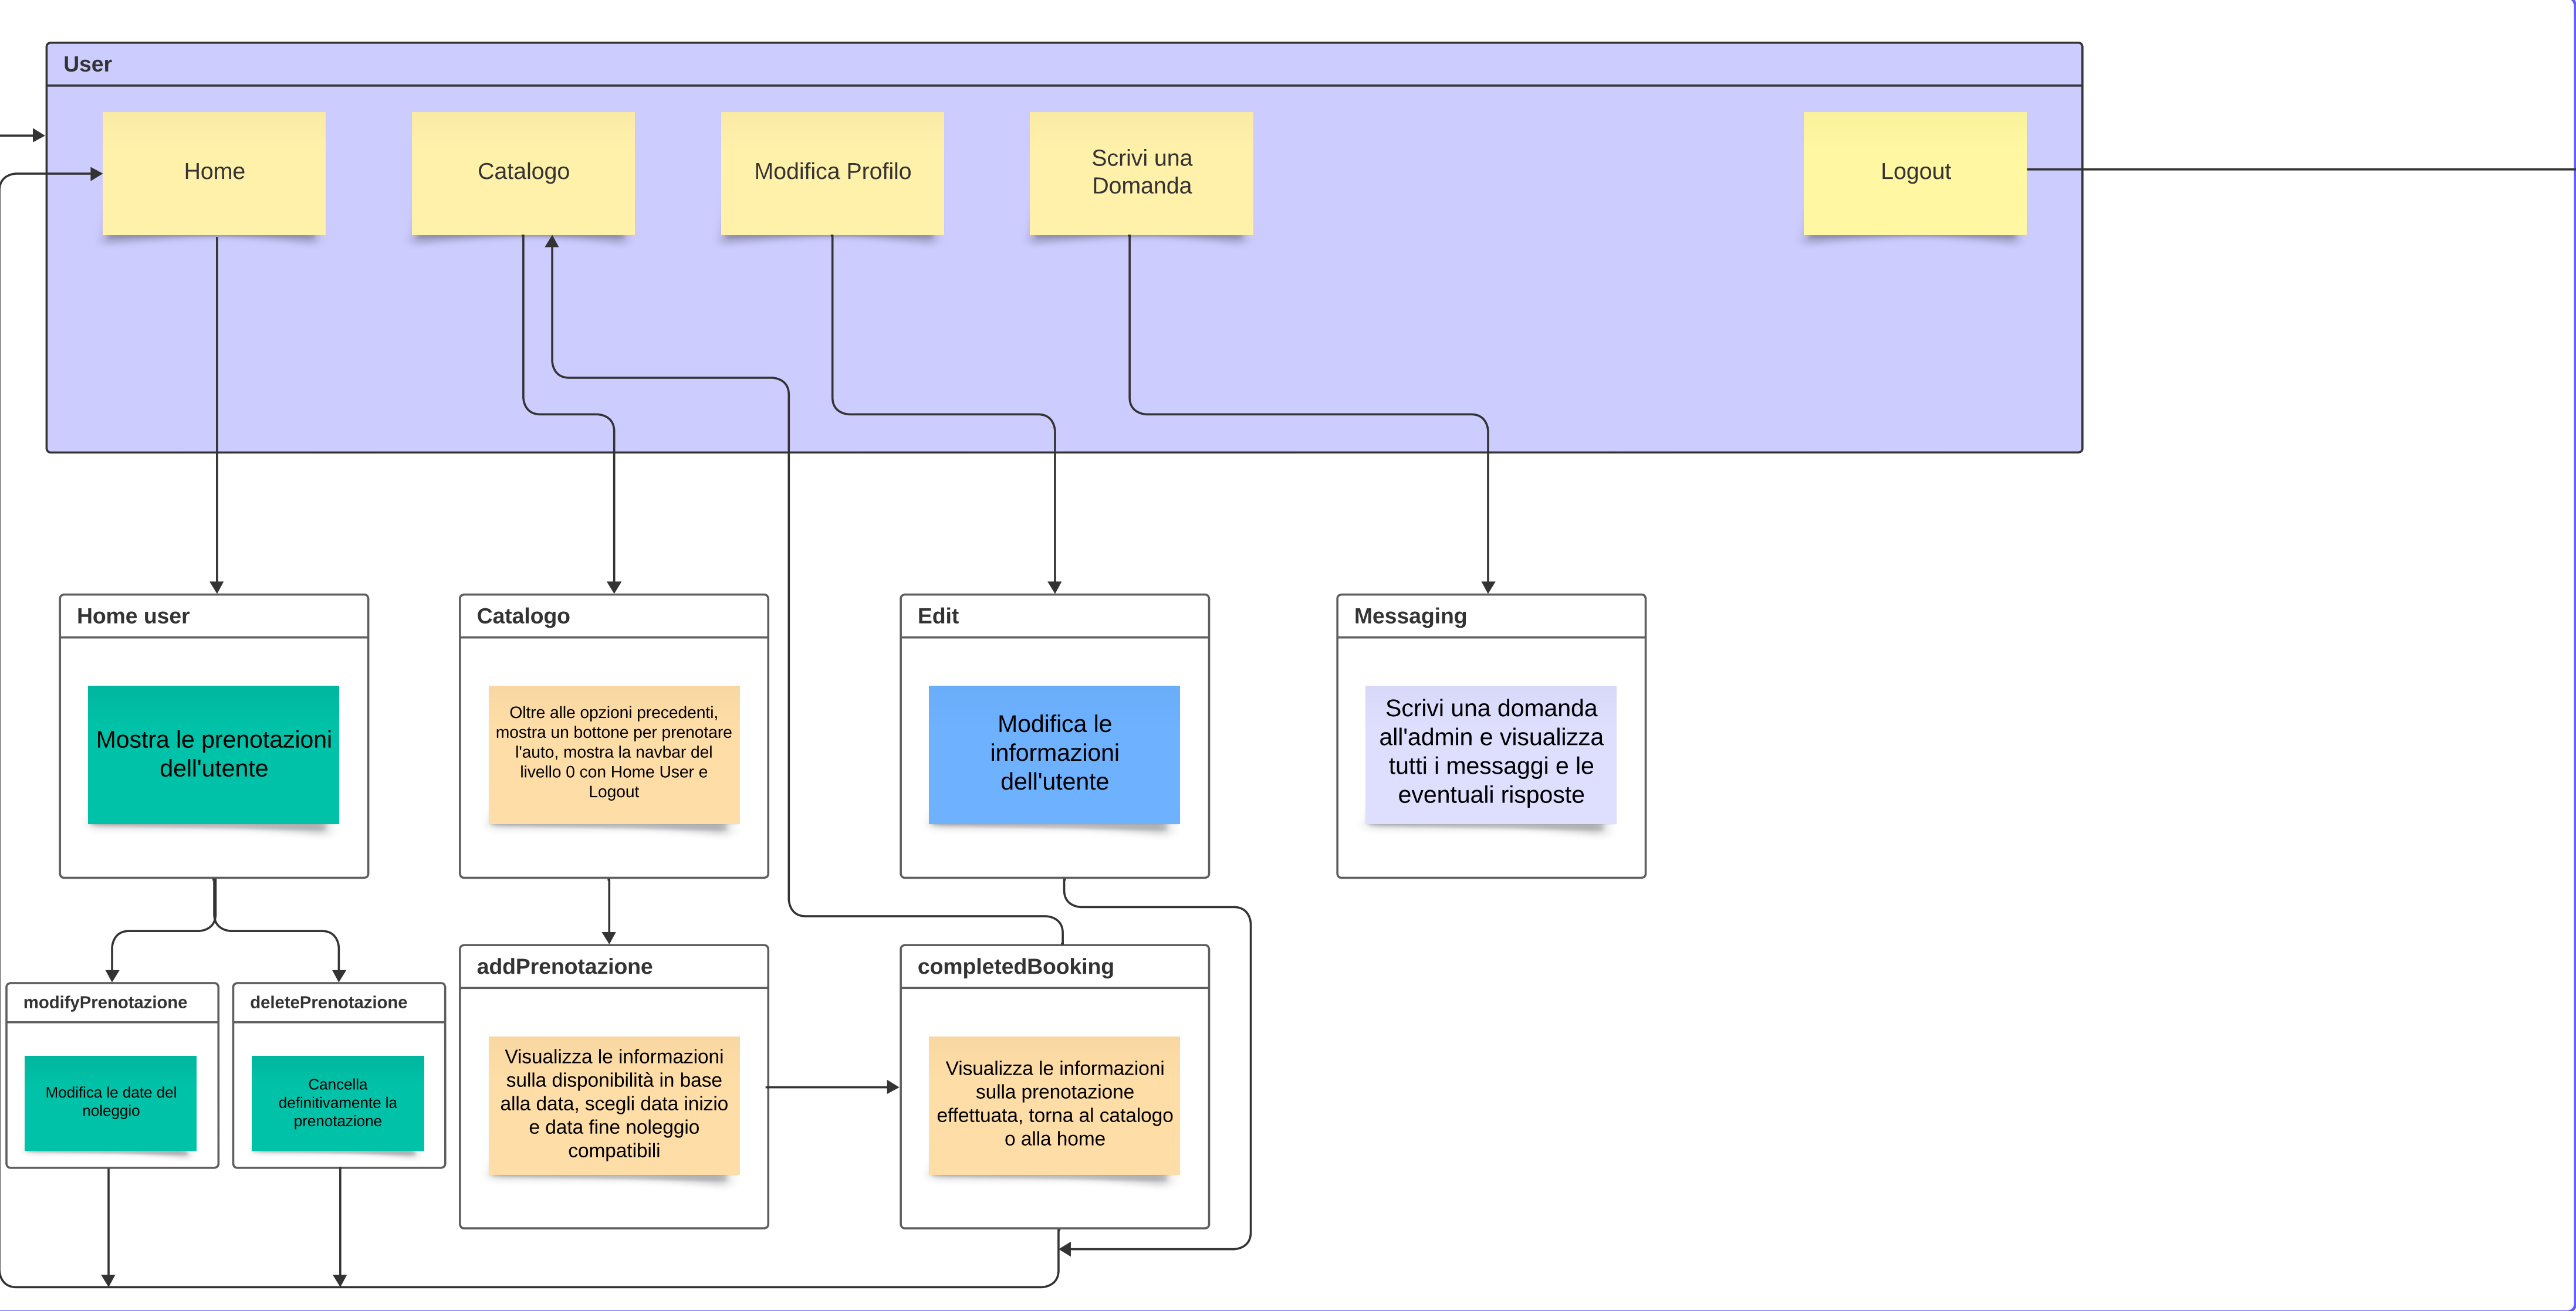 User
Home
Catalogo
Modifica Profilo
Scrivi una
Domanda
Logout
Home user
Mostra le prenotazioni
dell'utente
Catalogo
Oltre alle opzioni precedenti,
mostra un bottone per prenotare
l'auto, mostra la navbar del
livello 0 con Home User e
Logout
Edit
Modifica le
informazioni
dell'utente
Messaging
Scrivi una domanda
all'admin e visualizza
tutti i messaggi e le
eventuali risposte
modifyPrenotazione
Modifica le date del
noleggio
deletePrenotazione
Cancella
definitivamente la
prenotazione
addPrenotazione
Visualizza le informazioni
sulla disponibilità in base
alla data, scegli data inizio
e data fine noleggio
compatibili
completedBooking
Visualizza le informazioni
sulla prenotazione
effettuata, torna al catalogo
o alla home